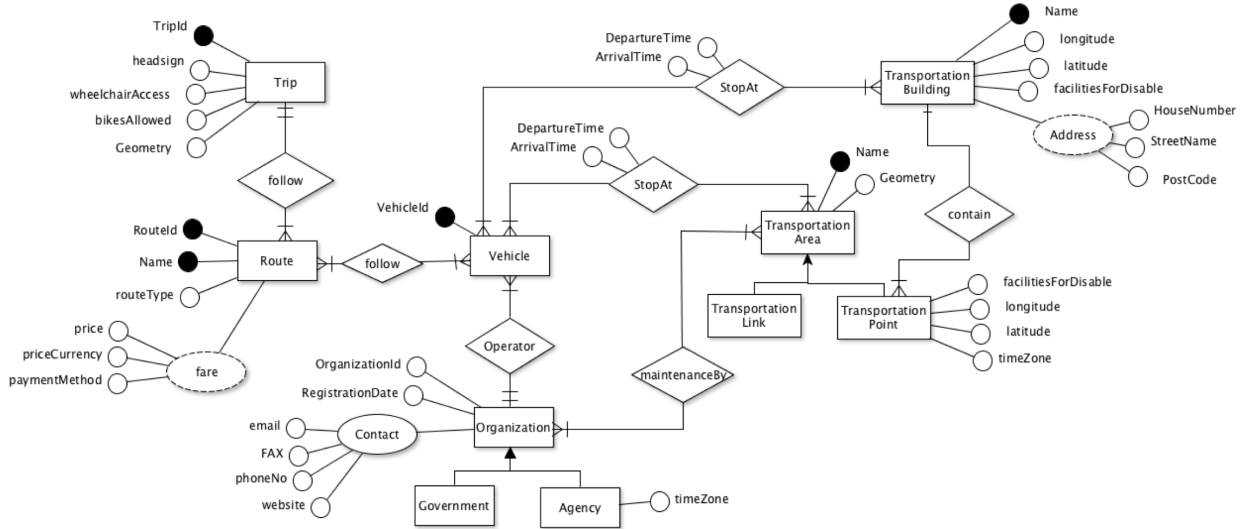 TripId
headsign
wheelchairAccess
bikesAllowed
Geometry
Trip
follow
RouteId
Name
routeType
Route
price
priceCurrency
paymentMethod
fare
follow
VehicleId
Vehicle
DepartureTime
ArrivalTime
StopAt
DepartureTime
ArrivalTime
StopAt
Name
longitude
latitude
facilitiesForDisable
Transportation
Building
Address
HouseNumber
StreetName
PostCode
Name
Geometry
Transportation
Area
contain
Transportation
Link
Transportation
Point
facilitiesForDisable
longitude
latitude
timeZone
Operator
maintenanceBy
OrganizationId
RegistrationDate
Organization
email
FAX
phoneNo
website
Contact
Government
Agency
timeZone